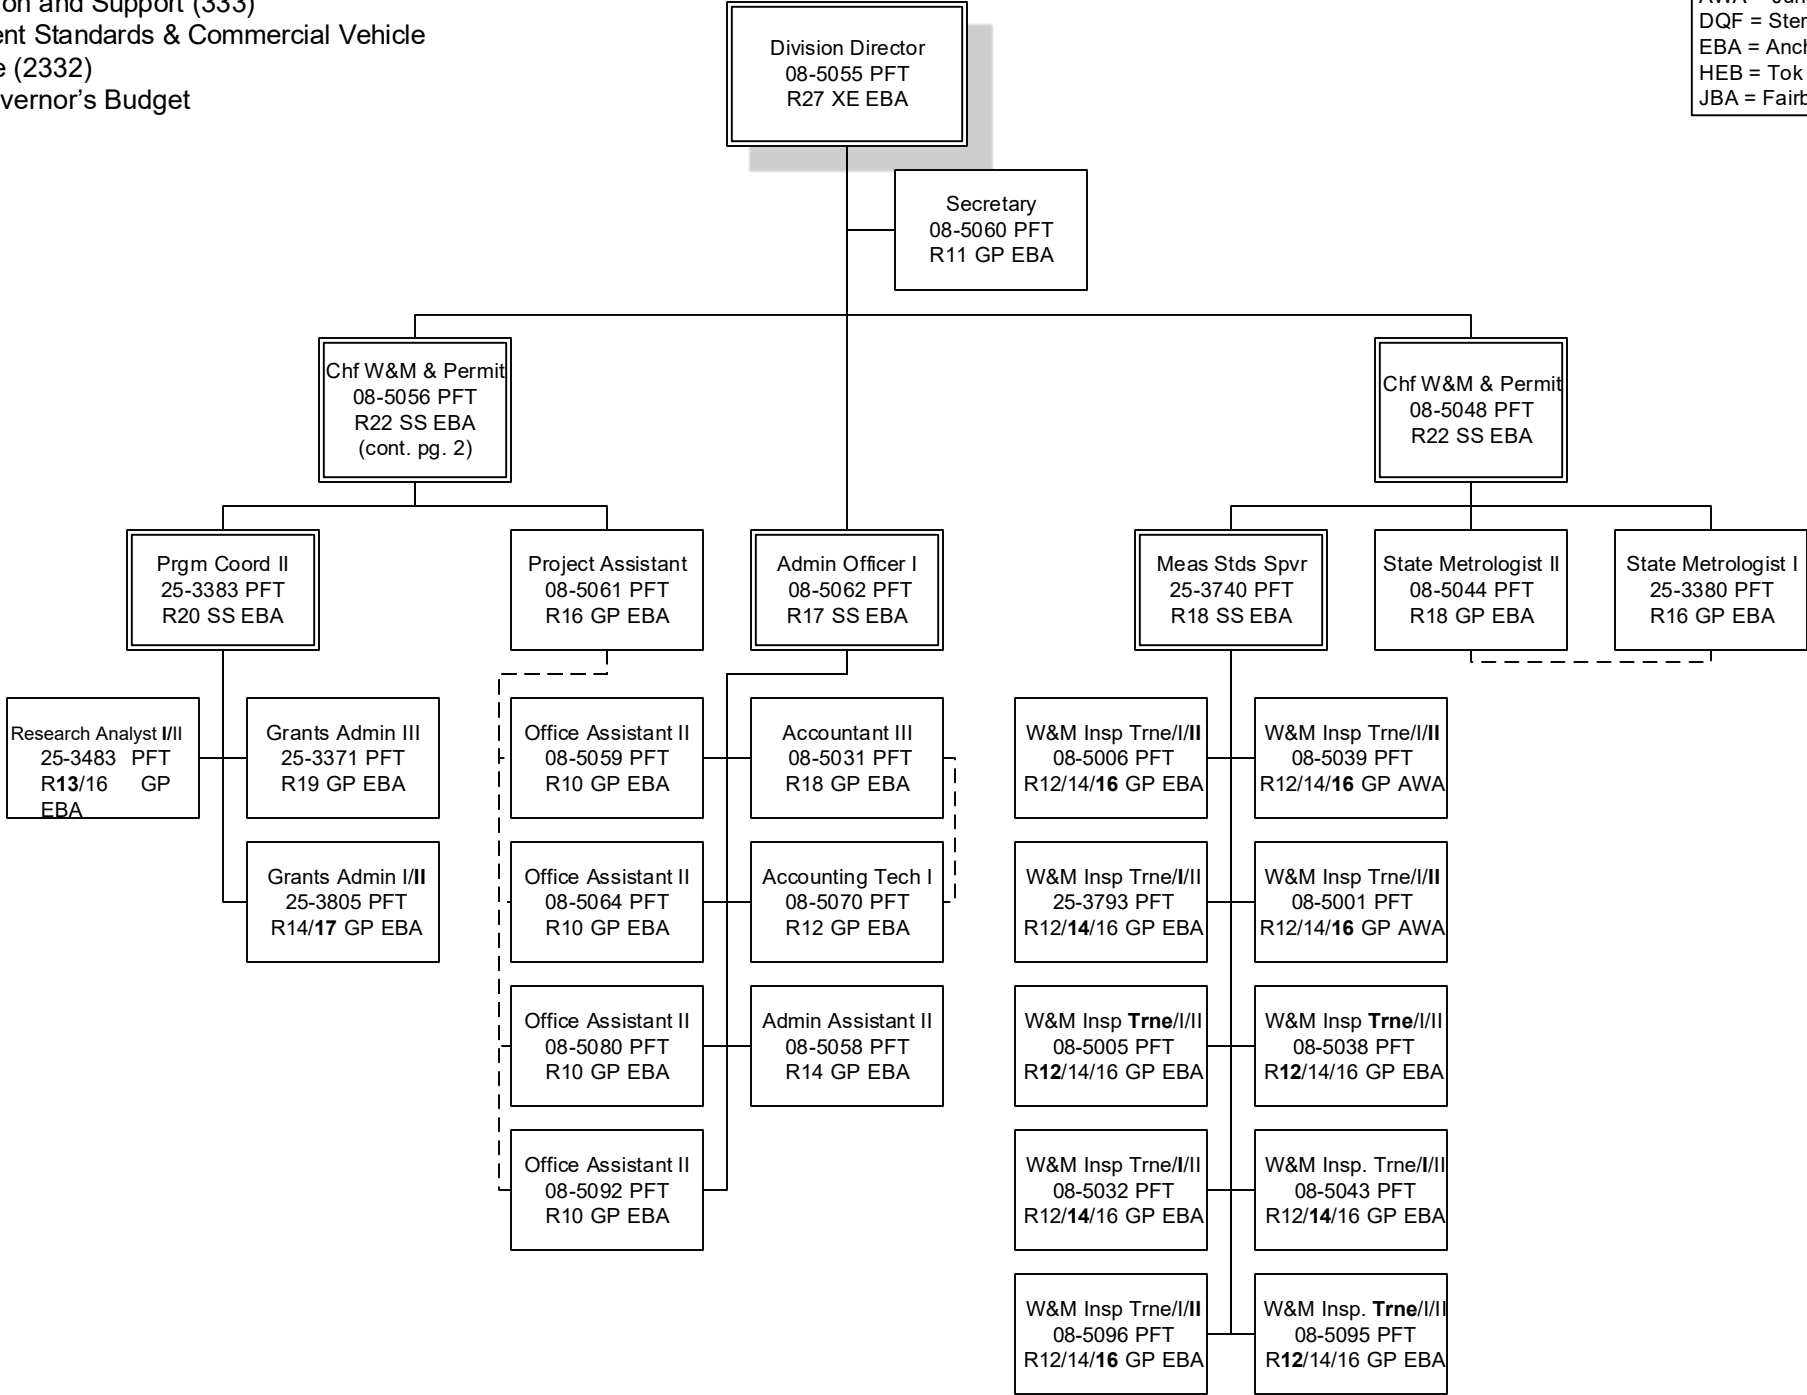 on and Support (333)
ent Standards & Commercial Vehicle
e (2332)
vernor's Budget
DQF = Ster
EBA = Anch
HEB = Tok
JBA = Fairb
Division Director
08-5055 PFT
R27 XE EBA
Secretary
08-5060 PFT
R11 GP EBA
Chf W&M & Permit
08-5056 PFT
R22 SS EBA
(cont. pg. 2)
Chf W&M & Permit
08-5048 PFT
R22 SS EBA
Prgm Coord II
25-3383 PFT
R20 SS EBA
Project Assistant
08-5061 PFT
R16 GP EBA
Admin Officer I
08-5062 PFT
R17 SS EBA
Meas Stds Spvr
25-3740 PFT
R18 SS EBA
State Metrologist II
08-5044 PFT
R18 GP EBA
State Metrologist I
25-3380 PFT
R16 GP EBA
Research Analyst I/II
25-3483 PFT
R13/16 GP
EBA
Grants Admin III
25-3371 PFT
R19 GP EBA
Office Assistant II
08-5059 PFT
R10 GP EBA
Accountant III
08-5031 PFT
R18 GP EBA
W&M Insp Trne/I/II
08-5006 PFT
R12/14/16 GP EBA
W&M Insp Trne/I/II
08-5039 PFT
R12/14/16 GP AWA
Grants Admin I/II
25-3805 PFT
R14/17 GP EBA
Office Assistant II
08-5064 PFT
R10 GP EBA
Accounting Tech I
08-5070 PFT
R12 GP EBA
W&M Insp Trne/I/II
25-3793 PFT
R12/14/16 GP EBA
W&M Insp Trne/I/II
08-5001 PFT
R12/14/16 GP AWA
Office Assistant II
08-5080 PFT
R10 GP EBA
Admin Assistant II
08-5058 PFT
R14 GP EBA
W&M Insp Trne/I/II
08-5005 PFT
R12/14/16 GP EBA
W&M Insp Trne/I/II
08-5038 PFT
R12/14/16 GP EBA
Office Assistant II
08-5092 PFT
R10 GP EBA
W&M Insp Trne/I/II
08-5032 PFT
R12/14/16 GP EBA
W&M Insp. Trne/I/II
08-5043 PFT
R12/14/16 GP EBA
W&M Insp Trne/I/II
08-5096 PFT
R12/14/16 GP EBA
W&M Insp. Trne/I/II
08-5095 PFT
R12/14/16 GP EBA